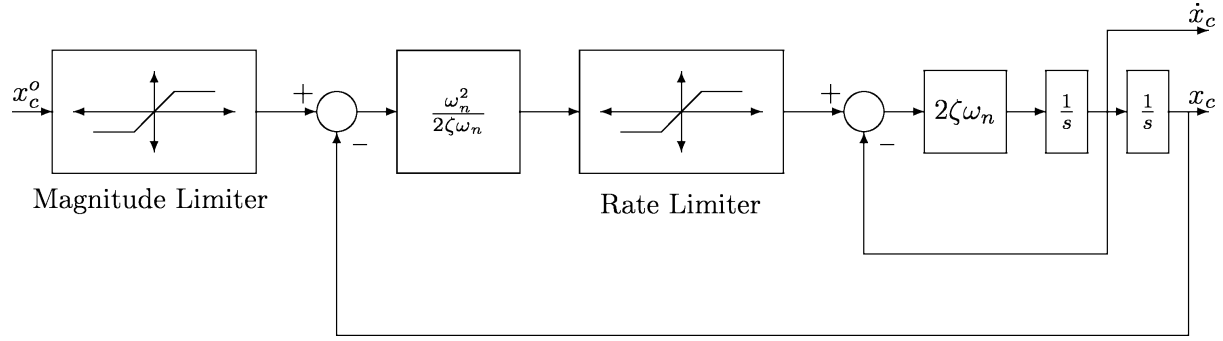 ẋ_c
x_c^o
+
−
ω_n^2 / 2ζω_n
+
−
2ζω_n
1/s
1/s
x_c
Magnitude Limiter
Rate Limiter